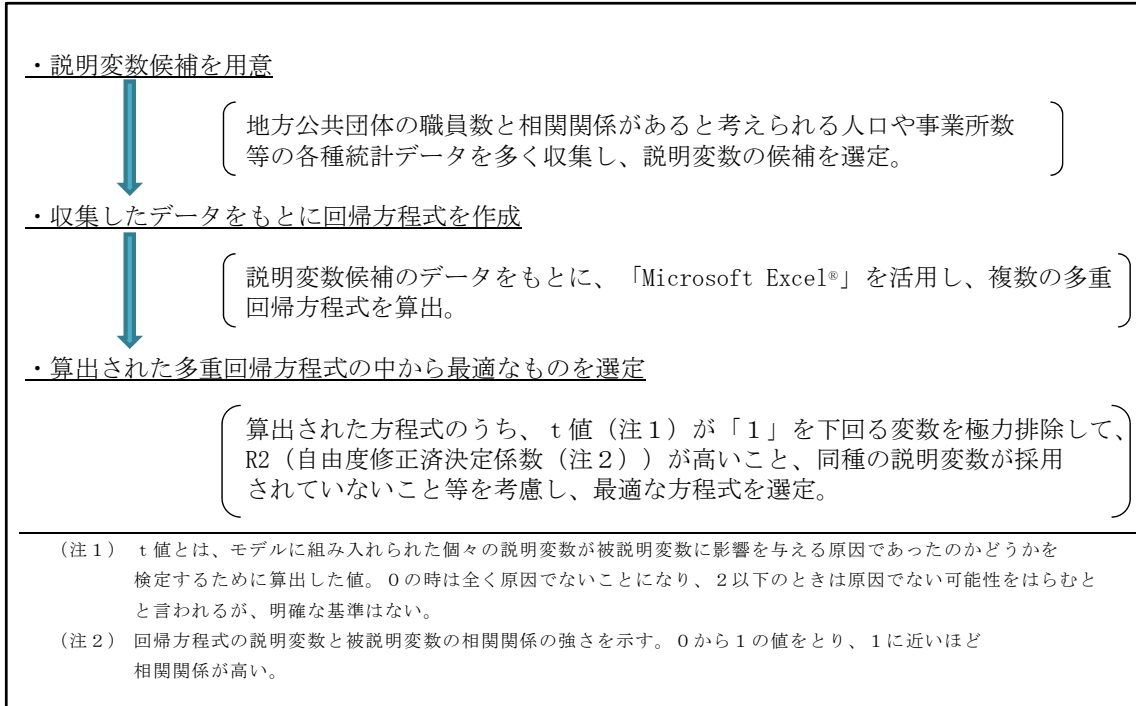 ・説明変数候補を用意
地方公共団体の職員数と相関関係があると考えられる人口や事業所数
等の各種統計データを多く収集し、説明変数の候補を選定。
・収集したデータをもとに回帰方程式を作成
説明変数候補のデータをもとに、「Microsoft Excel®」を活用し、複数の多重
回帰方程式を算出。
・算出された多重回帰方程式の中から最適なものを選定
算出された方程式のうち、ｔ値（注１）が「１」を下回る変数を極力排除して、
R2（自由度修正済決定係数（注２））が高いこと、同種の説明変数が採用
されていないこと等を考慮し、最適な方程式を選定。
（注１） ｔ値とは、モデルに組み入れられた個々の説明変数が被説明変数に影響を与える原因であったのかどうかを
検定するために算出した値。０の時は全く原因でないことになり、２以下のときは原因でない可能性をはらむと
と言われるが、明確な基準はない。
（注２） 回帰方程式の説明変数と被説明変数の相関関係の強さを示す。０から１の値をとり、１に近いほど
相関関係が高い。